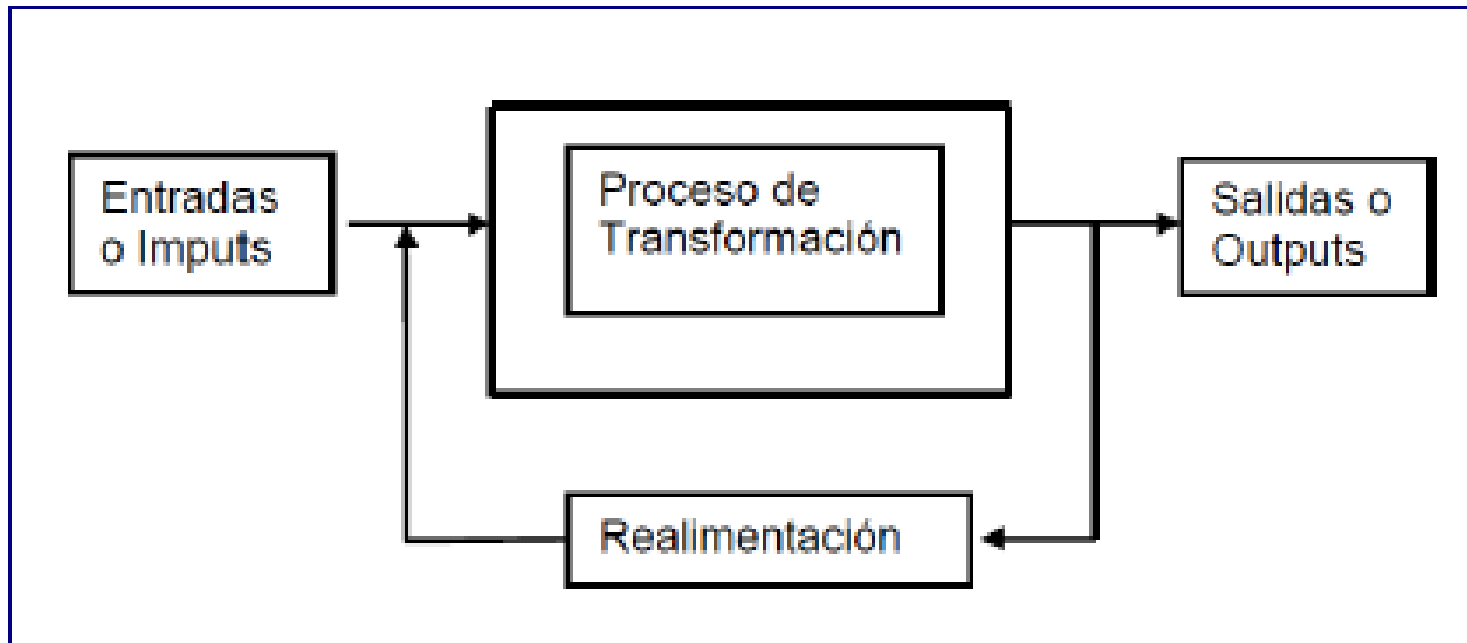 Entradas
o Imputs
Proceso de
Transformación
Salidas o
Outputs
Realimentación